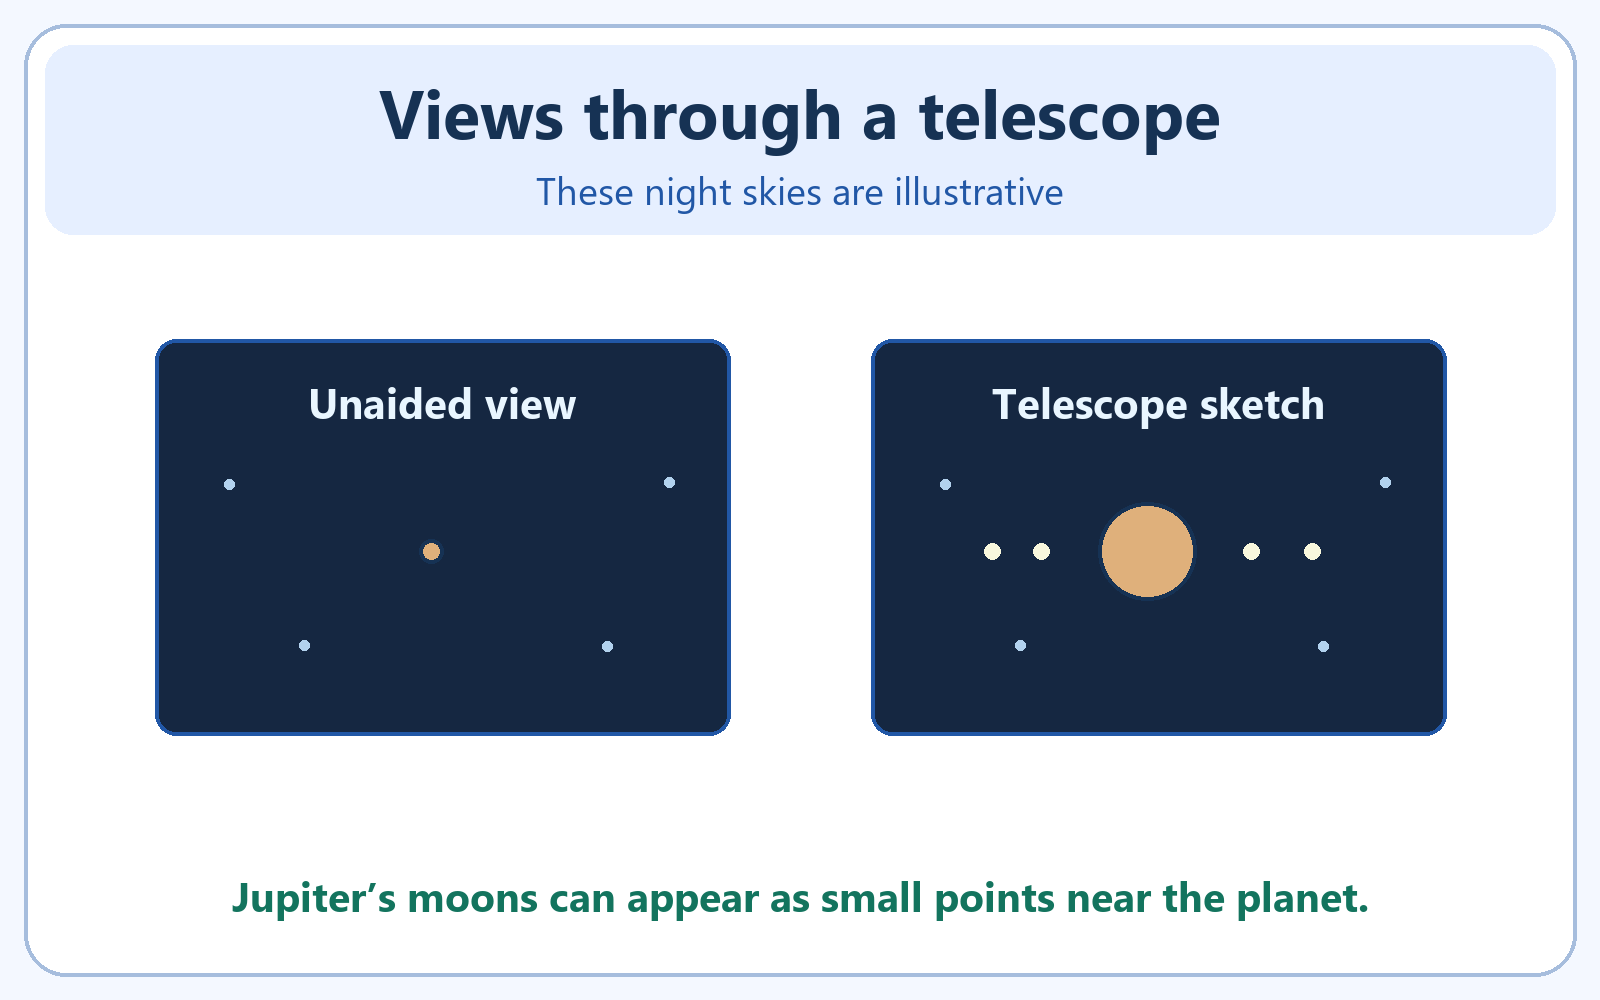 Views through a telescope
These night skies are illustrative
Unaided view
Telescope sketch
Jupiter’s moons can appear as small points near the planet.